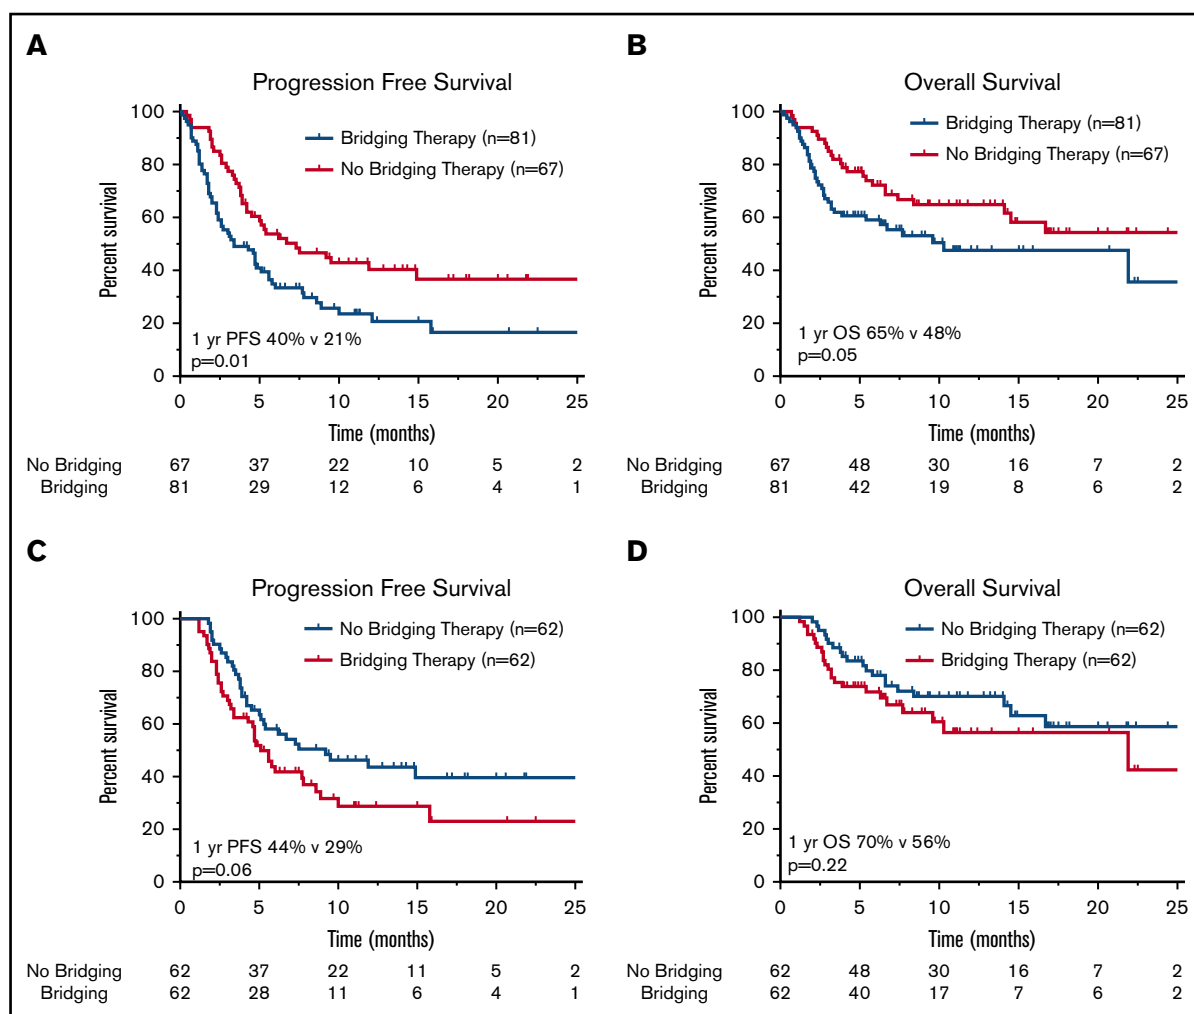 A
Progression Free Survival
Percent survival
100
80
60
40
20
0
Bridging Therapy (n=81)
No Bridging Therapy (n=67)
1 yr PFS 40% v 21%
p=0.01
0 5 10 15 20 25
Time (months)
No Bridging 67 37 22 10 5 2
Bridging 81 29 12 6 4 1
B
Overall Survival
Percent survival
100
80
60
40
20
0
Bridging Therapy (n=81)
No Bridging Therapy (n=67)
1 yr OS 65% v 48%
p=0.05
0 5 10 15 20 25
Time (months)
No Bridging 67 48 30 16 7 2
Bridging 81 42 19 8 6 2
C
Progression Free Survival
Percent survival
100
80
60
40
20
0
No Bridging Therapy (n=62)
Bridging Therapy (n=62)
1 yr PFS 44% v 29%
p=0.06
0 5 10 15 20 25
Time (months)
No Bridging 62 37 22 11 5 2
Bridging 62 28 11 6 4 1
D
Overall Survival
Percent survival
100
80
60
40
20
0
No Bridging Therapy (n=62)
Bridging Therapy (n=62)
1 yr OS 70% v 56%
p=0.22
0 5 10 15 20 25
Time (months)
No Bridging 62 48 30 16 7 2
Bridging 62 40 17 7 6 2